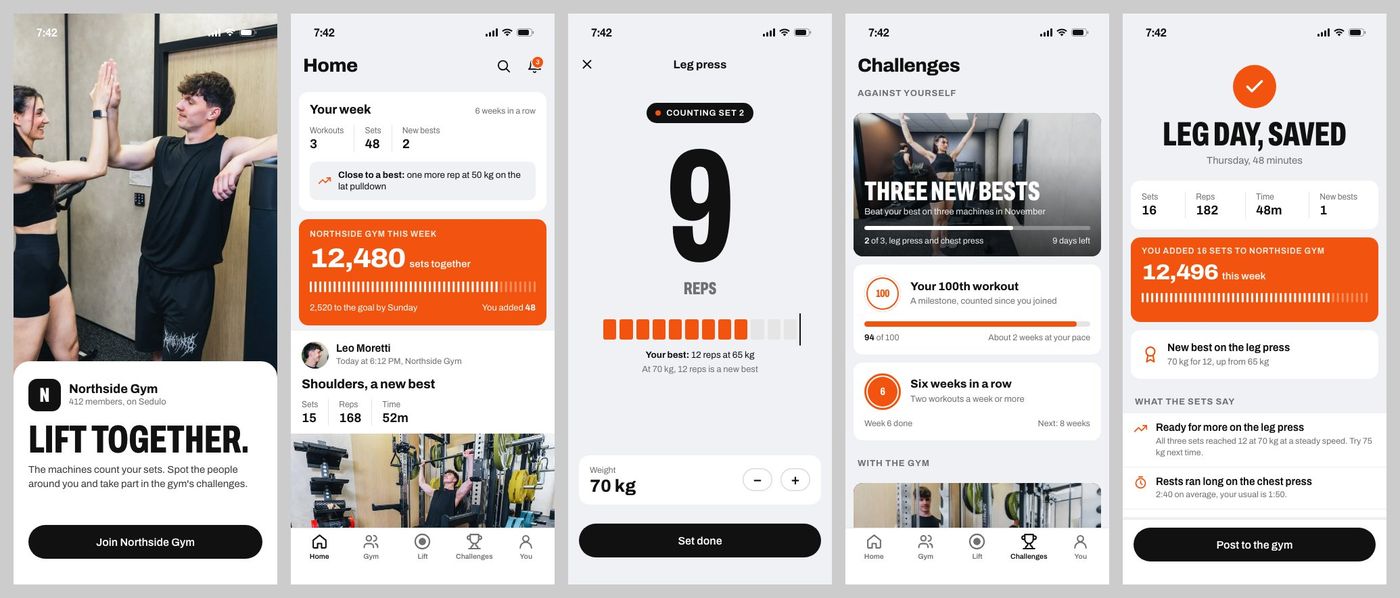 7:42
N
Northside Gym
412 members, on Sedulo
LIFT TOGETHER.
The machines count your sets. Spot the people
around you and take part in the gym's challenges.
Join Northside Gym
7:42
Home
3
Your week
6 weeks in a row
Workouts
3
Sets
48
New bests
2
Close to a best: one more rep at 50 kg on the
lat pulldown
NORTHSIDE GYM THIS WEEK
12,480 sets together
2,520 to the goal by Sunday
You added 48
Leo Moretti
Today at 6:12 PM, Northside Gym
Shoulders, a new best
Sets
15
Reps
168
Time
52m
Home
Gym
Lift
Challenges
You
7:42
Leg press
COUNTING SET 2
9
REPS
Your best: 12 reps at 65 kg
At 70 kg, 12 reps is a new best
Weight
70 kg
Set done
7:42
Challenges
AGAINST YOURSELF
THREE NEW BESTS
Beat your best on three machines in November
2 of 3, leg press and chest press
9 days left
100
Your 100th workout
A milestone, counted since you joined
94 of 100
About 2 weeks at your pace
6
Six weeks in a row
Two workouts a week or more
Week 6 done
Next: 8 weeks
WITH THE GYM
Home
Gym
Lift
Challenges
You
7:42
LEG DAY, SAVED
Thursday, 48 minutes
Sets
16
Reps
182
Time
48m
New bests
1
YOU ADDED 16 SETS TO NORTHSIDE GYM
12,496 this week
New best on the leg press
70 kg for 12, up from 65 kg
WHAT THE SETS SAY
Ready for more on the leg press
All three sets reached 12 at 70 kg at a steady speed. Try 75
kg next time.
Rests ran long on the chest press
2:40 on average, your usual is 1:50.
Post to the gym